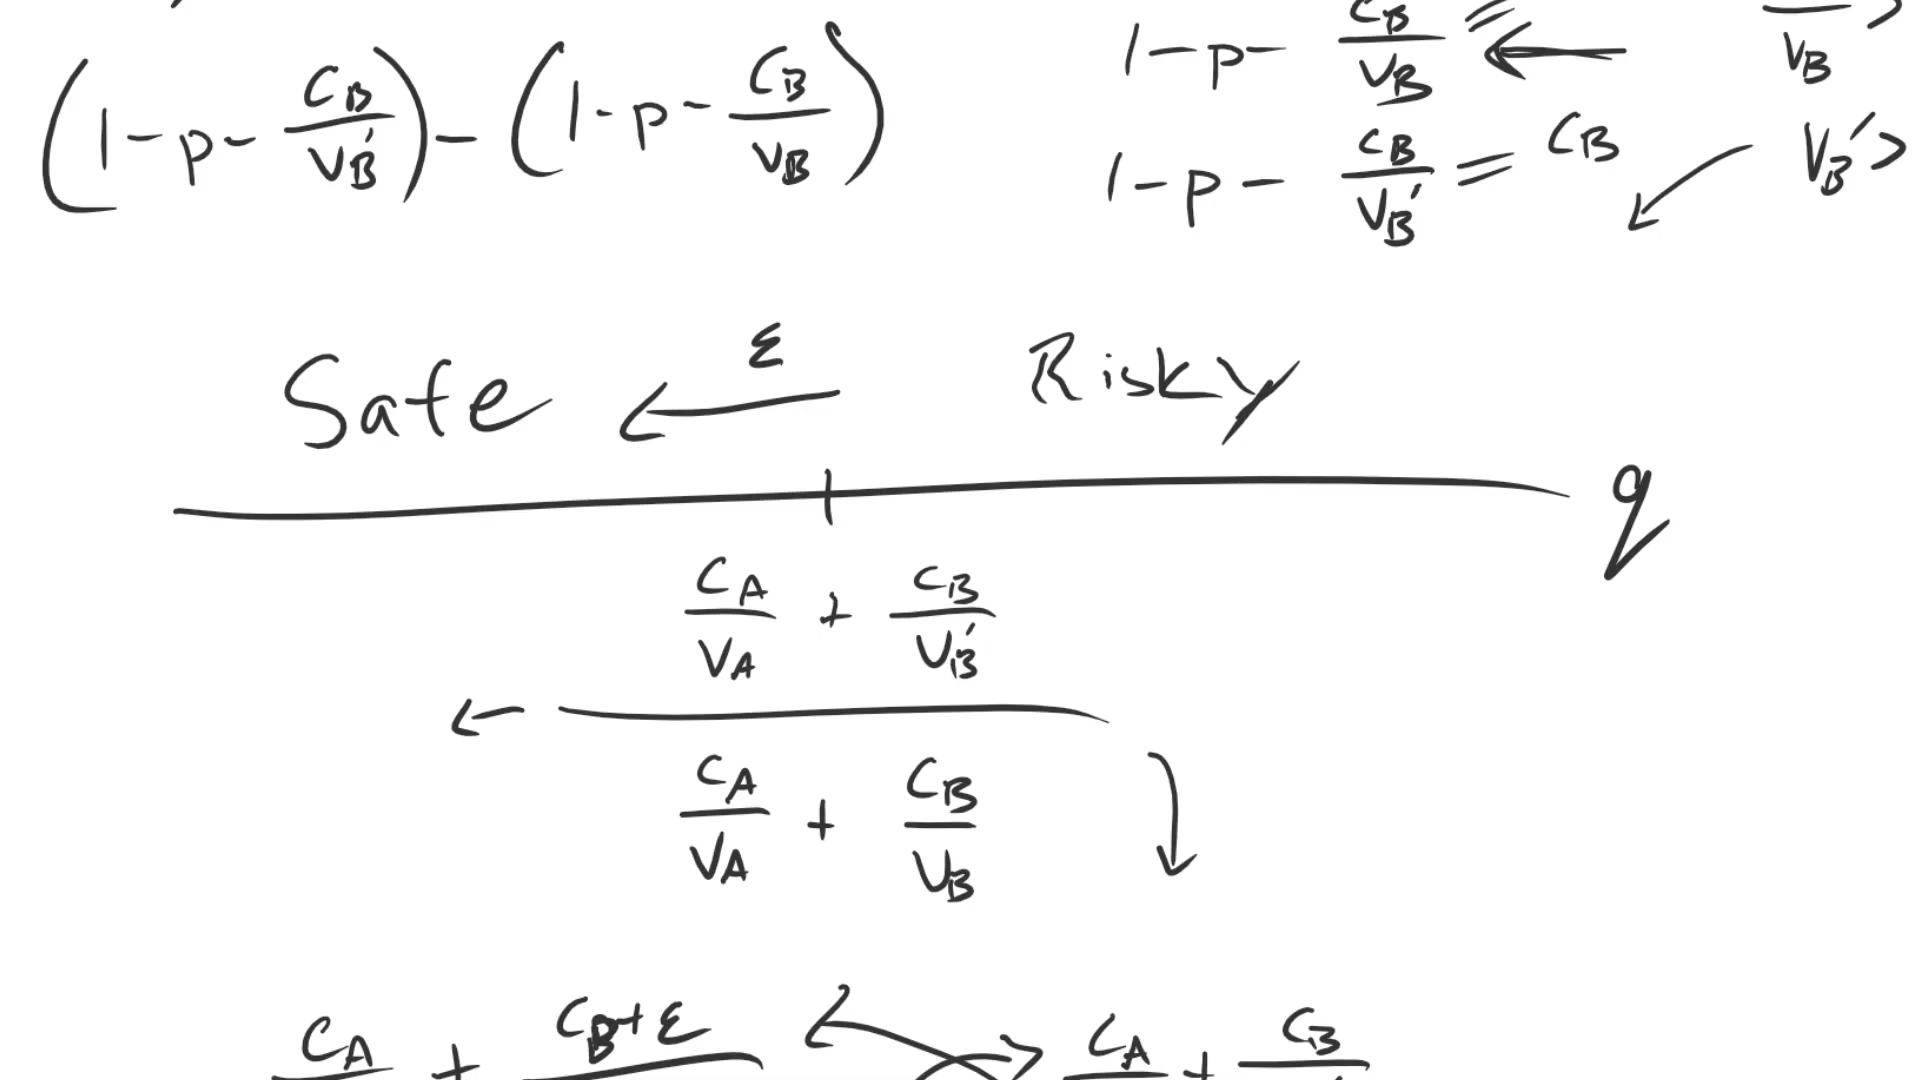 (1-p- C_B/V_B') - (1-p- C_B/V_B)
1-p- C_B/V_B =
1-p- C_B/V_B' = C_B
V_B >
V_B' >
Safe ← ε Risky
q
C_A/V_A + C_B/V_B'
←
C_A/V_A + C_B/V_B
C_A + C_B+ε
C_A + C_B